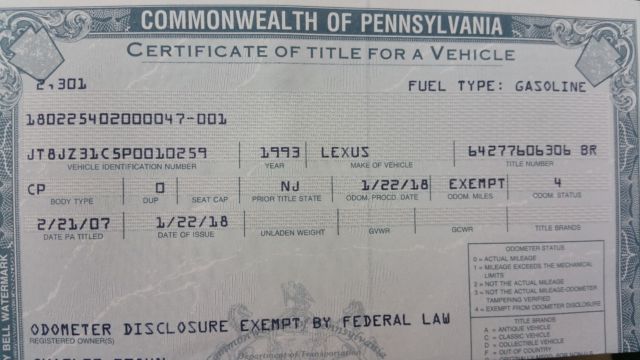 COMMONWEALTH OF PENNSYLVANIA
CERTIFICATE OF TITLE FOR A VEHICLE
2,301 FUEL TYPE: GASOLINE
180225402000047-001
JT8JZ31C5P0010259 1993 LEXUS 64277606306 BR
VEHICLE IDENTIFICATION NUMBER YEAR MAKE OF VEHICLE TITLE NUMBER
CP 0 NJ 1/22/18 EXEMPT 4
BODY TYPE DUP SEAT CAP PRIOR TITLE STATE ODOM. PROCD. DATE ODOM. MILES ODOM. STATUS
2/21/07 1/22/18
DATE PA TITLED DATE OF ISSUE UNLADEN WEIGHT GVWR GCWR TITLE BRANDS
ODOMETER STATUS
0 = ACTUAL MILEAGE
1 = MILEAGE EXCEEDS THE MECHANICAL
LIMITS
2 = NOT THE ACTUAL MILEAGE
3 = NOT THE ACTUAL MILEAGE-ODOMETER
TAMPERING VERIFIED
4 = EXEMPT FROM ODOMETER DISCLOSURE
ODOMETER DISCLOSURE EXEMPT BY FEDERAL LAW
REGISTERED OWNER(S)
TITLE BRANDS
A = ANTIQUE VEHICLE
C = CLASSIC VEHICLE
D = COLLECTIBLE VEHICLE
E = OUT OF COUNTRY
Department of Transportation
BELL WATERMARK